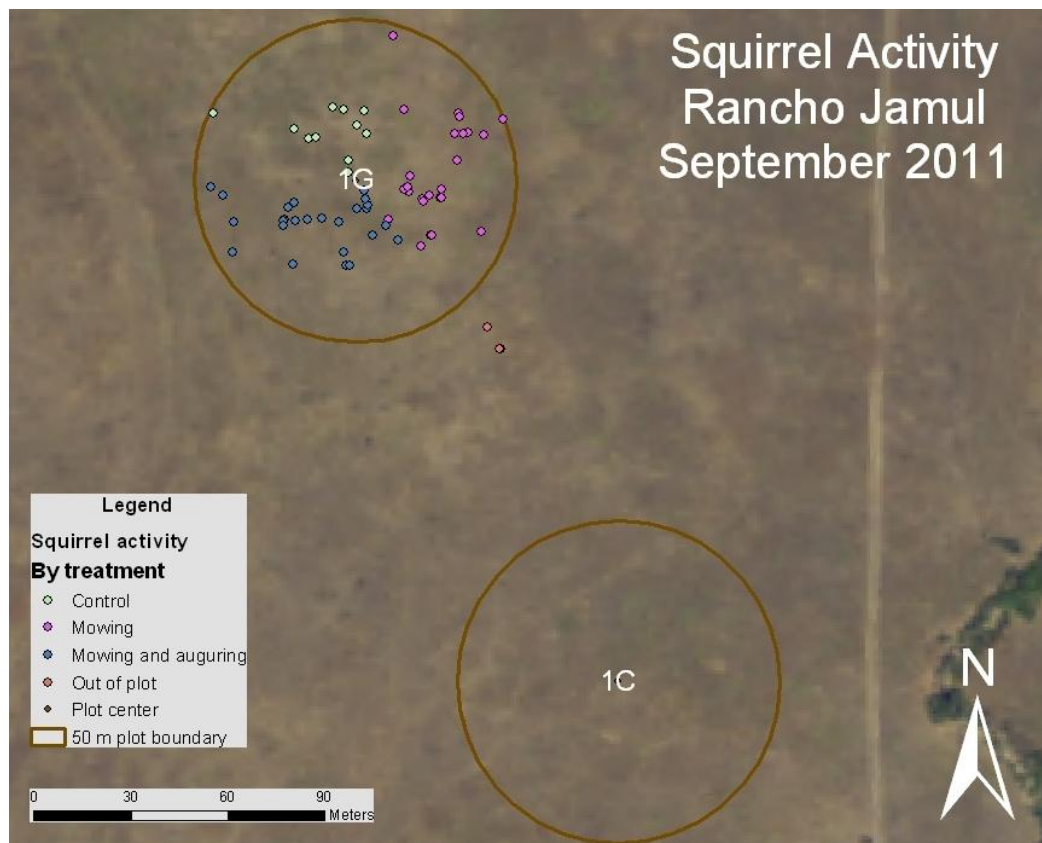 Squirrel Activity
Rancho Jamul
September 2011
1G
1C
Legend
Squirrel activity
By treatment
Control
Mowing
Mowing and auguring
Out of plot
Plot center
50 m plot boundary
0 30 60 90
Meters
N